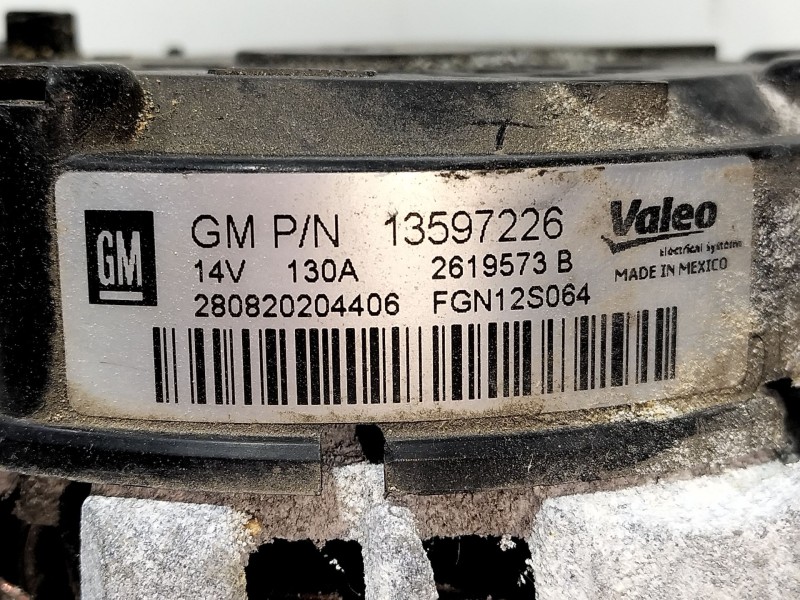 T
GM
GM P/N 13597226
14V 130A 2619573 B
280820204406 FGN12S064
Valeo
Electrical Systems
MADE IN MEXICO